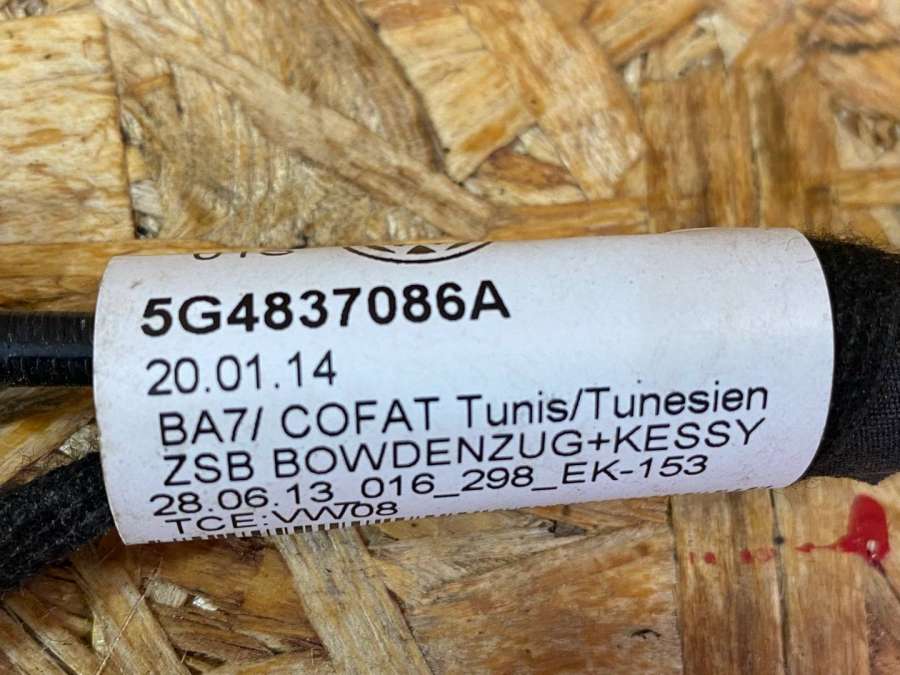 5G4837086A
20.01.14
BA7/ COFAT Tunis/Tunesien
ZSB BOWDENZUG+KESSY
28.06.13_016_298_EK-153
TCE:VW08